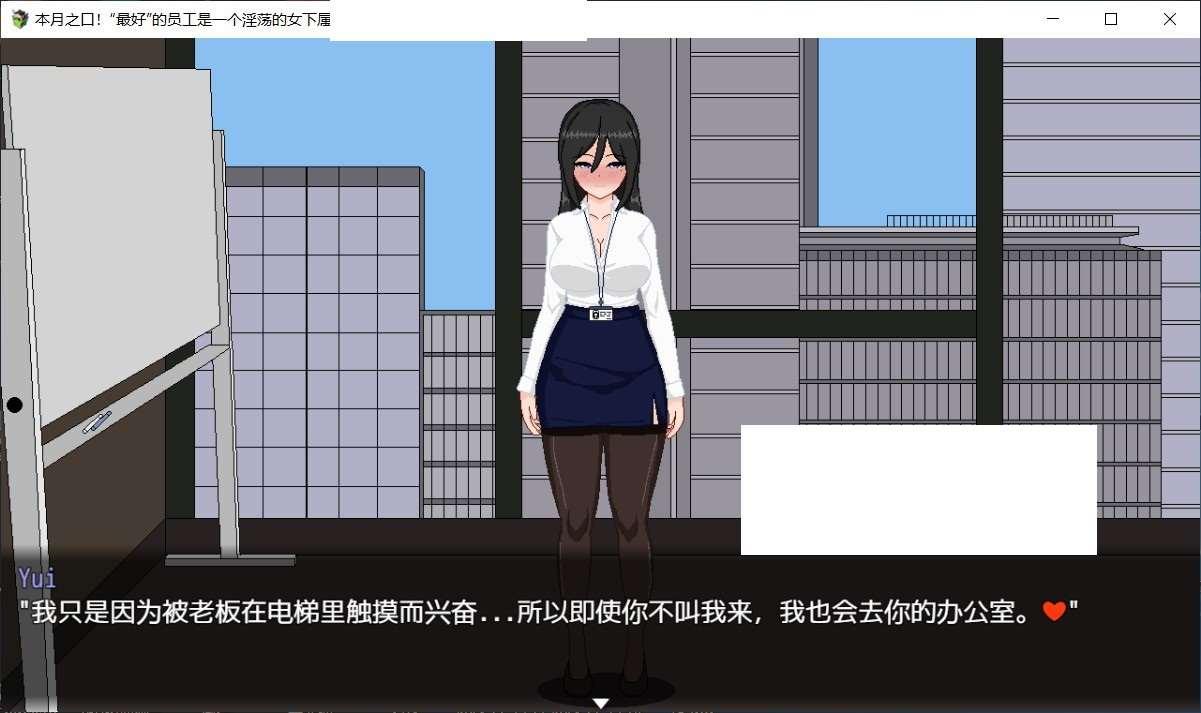 本月之口！“最好”的员工是一个淫荡的女下属
Yui
"我只是因为被老板在电梯里触摸而兴奋...所以即使你不叫我来，我也会去你的办公室。❤"